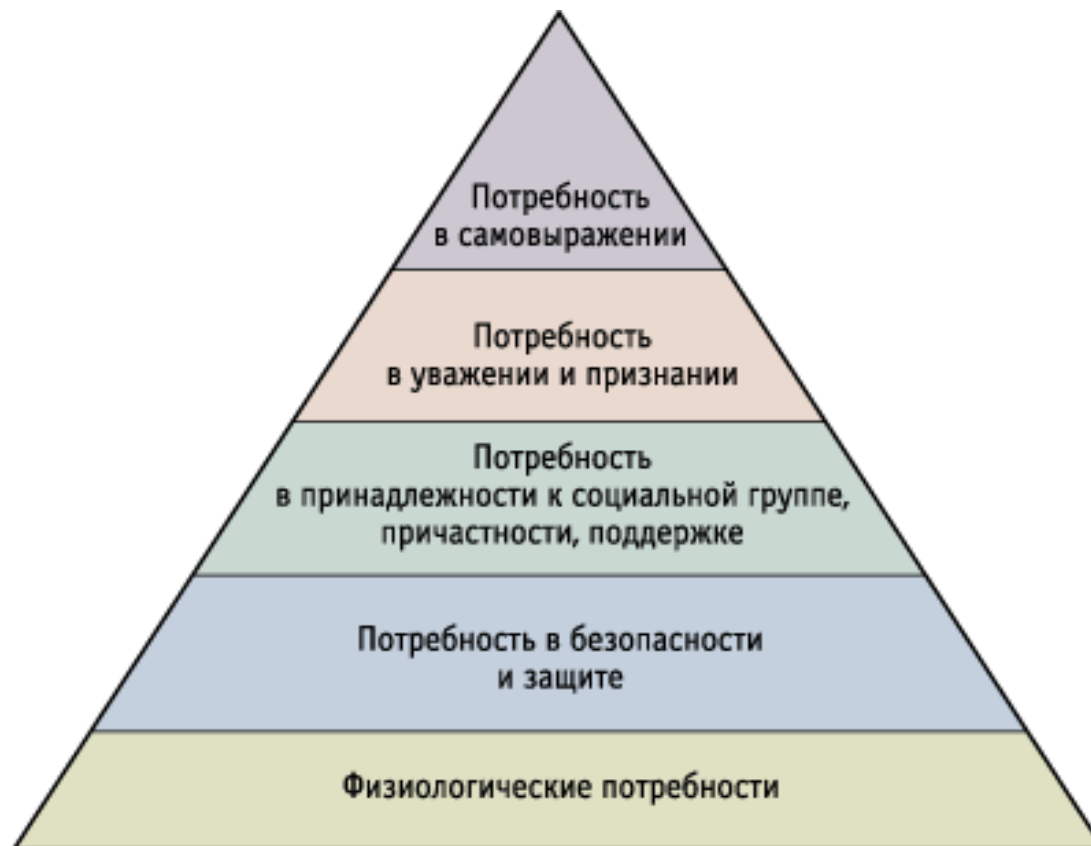 Потребность
в самовыражении
Потребность
в уважении и признании
Потребность
в принадлежности к социальной группе,
причастности, поддержке
Потребность в безопасности
и защите
Физиологические потребности